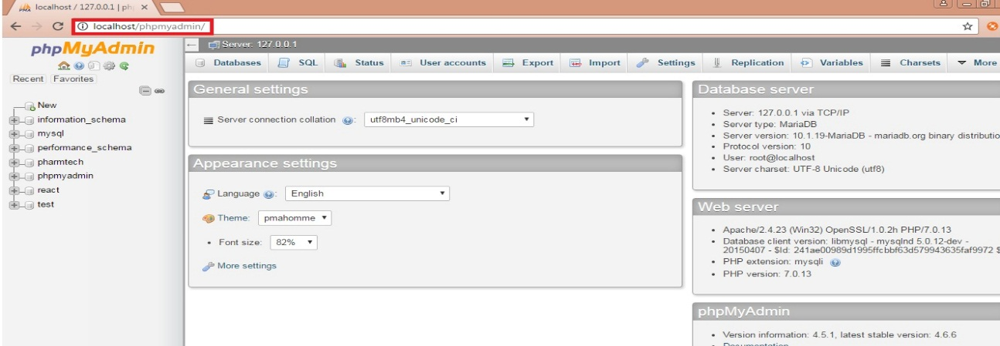 localhost / 127.0.0.1 | ph
localhost/phpmyadmin/
phpMyAdmin
Recent Favorites
New
information_schema
mysql
performance_schema
pharmtech
phpmyadmin
react
test
Server: 127.0.0.1
Databases SQL Status User accounts Export Import Settings Replication Variables Charsets More
General settings
Server connection collation : utf8mb4_unicode_ci
Appearance settings
Language : English
Theme: pmahomme
• Font size: 82%
More settings
Database server
• Server: 127.0.0.1 via TCP/IP
• Server type: MariaDB
• Server version: 10.1.19-MariaDB - mariadb.org binary distributio
• Protocol version: 10
• User: root@localhost
• Server charset: UTF-8 Unicode (utf8)
Web server
• Apache/2.4.23 (Win32) OpenSSL/1.0.2h PHP/7.0.13
• Database client version: libmysql - mysqlnd 5.0.12-dev -
20150407 - $Id: 241ae00989d1995ffcbbf63d579943635faf9972 $
• PHP extension: mysqli
• PHP version: 7.0.13
phpMyAdmin
• Version information: 4.5.1, latest stable version: 4.6.6
• Documentation